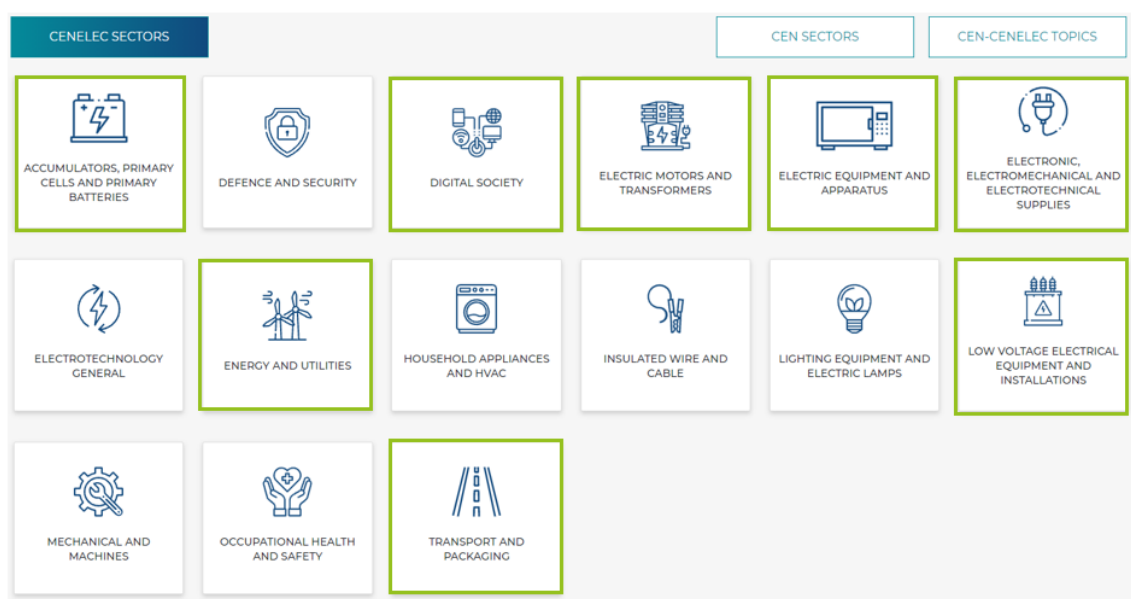 CENELEC SECTORS
CEN SECTORS
CEN-CENELEC TOPICS
ACCUMULATORS, PRIMARY
CELLS AND PRIMARY
BATTERIES
DEFENCE AND SECURITY
DIGITAL SOCIETY
ELECTRIC MOTORS AND
TRANSFORMERS
ELECTRIC EQUIPMENT AND
APPARATUS
ELECTRONIC,
ELECTROMECHANICAL AND
ELECTROTECHNICAL
SUPPLIES
ELECTROTECHNOLOGY
GENERAL
ENERGY AND UTILITIES
HOUSEHOLD APPLIANCES
AND HVAC
INSULATED WIRE AND
CABLE
LIGHTING EQUIPMENT AND
ELECTRIC LAMPS
LOW VOLTAGE ELECTRICAL
EQUIPMENT AND
INSTALLATIONS
MECHANICAL AND
MACHINES
OCCUPATIONAL HEALTH
AND SAFETY
TRANSPORT AND
PACKAGING